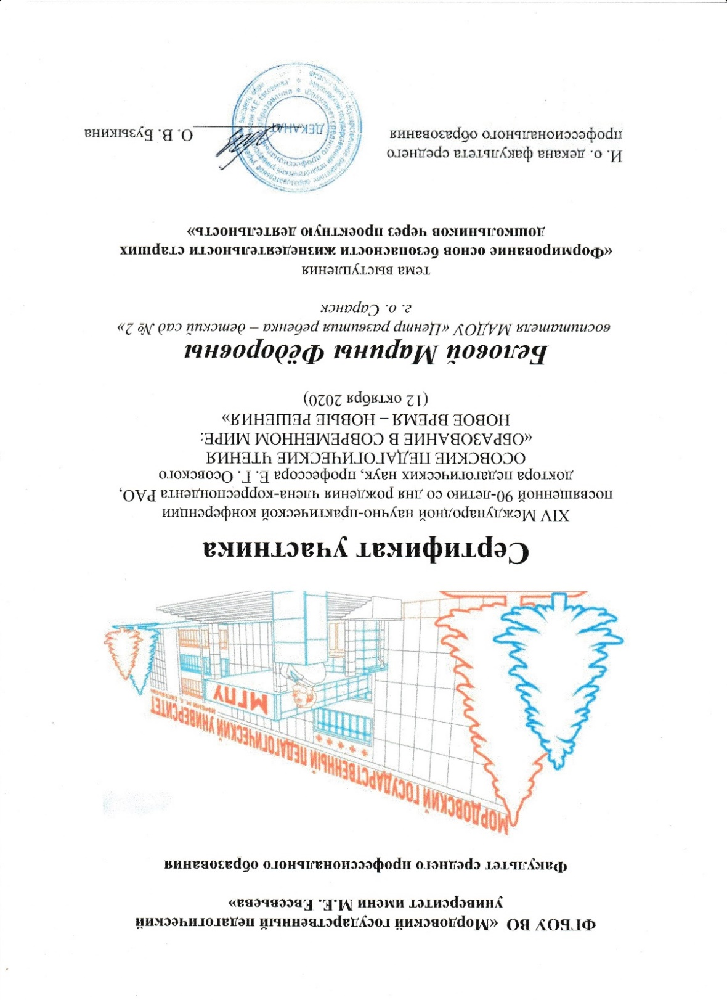 ФГБОУ ВО «Мордовский государственный педагогический
университет имени М.Е. Евсевьева»
Факультет среднего профессионального образования
МОРДОВСКИЙ ГОСУДАРСТВЕННЫЙ ПЕДАГОГИЧЕСКИЙ УНИВЕРСИТЕТ
ИМЕНИ М. Е. ЕВСЕВЬЕВА
МГПУ
Сертификат участника
XIV Международной научно-практической конференции
посвященной 90-летию со дня рождения члена-корреспондента РАО,
доктора педагогических наук, профессора Е. Г. Осовского
ОСОВСКИЕ ПЕДАГОГИЧЕСКИЕ ЧТЕНИЯ
«ОБРАЗОВАНИЕ В СОВРЕМЕННОМ МИРЕ:
НОВОЕ ВРЕМЯ – НОВЫЕ РЕШЕНИЯ»
(12 октября 2020)
Беловой Марины Фёдоровны
воспитателя МАДОУ «Центр развития ребенка – детский сад № 2»
г. о. Саранск
тема выступления
«Формирование основ безопасности жизнедеятельности старших
дошкольников через проектную деятельность»
И. о. декана факультета среднего
профессионального образования
О. В. Бузыкина
ДЕКАНАТ
Факультет среднего профессионального образования